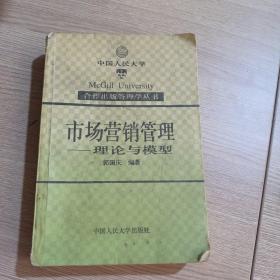 中国人民大学
McGill University
合作出版管理学丛书
市场营销管理
——理论与模型
郭国庆 编著
中国人民大学出版社